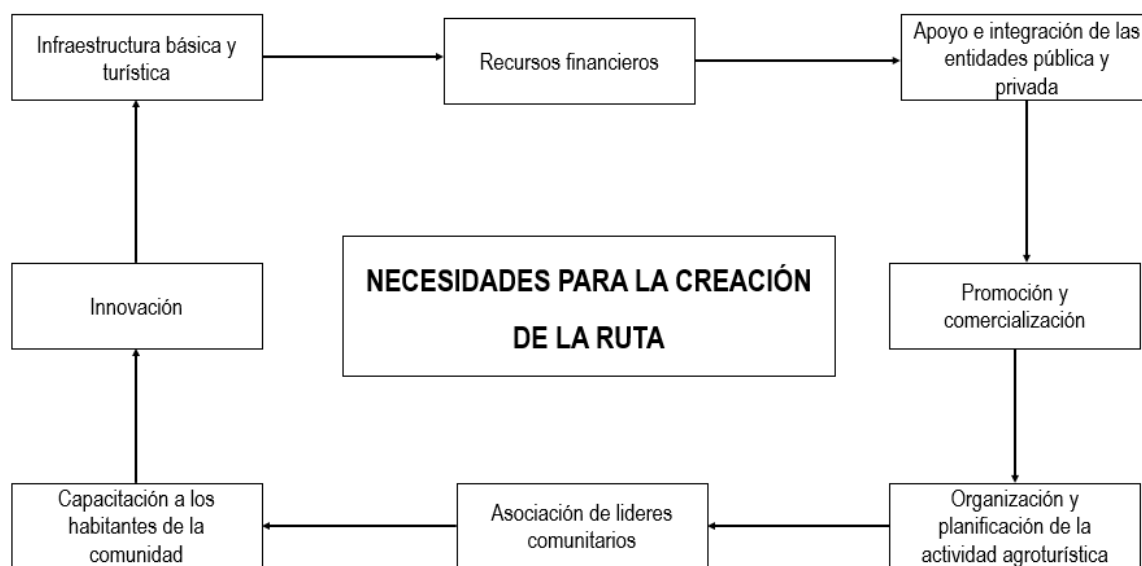 Infraestructura básica y
turística
Recursos financieros
Apoyo e integración de las
entidades pública y
privada
Innovación
NECESIDADES PARA LA CREACIÓN
DE LA RUTA
Promoción y
comercialización
Capacitación a los
habitantes de la
comunidad
Asociación de lideres
comunitarios
Organización y
planificación de la
actividad agroturística